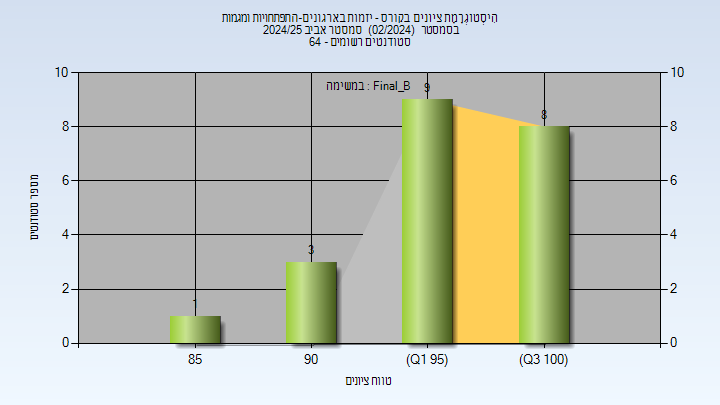 היסטוגרמת ציונים בקורס - יזמות בארגונים-התפתחויות ומגמות
בסמסטר (02/2024) סמסטר אביב 2024/25
סטודנטים רשומים - 64
במשימה : Final_B
10
8
6
4
2
0
10
8
6
4
2
0
1
3
9
8
מספר סטודנטים
85
90
(Q1 95)
(Q3 100)
טווח ציונים